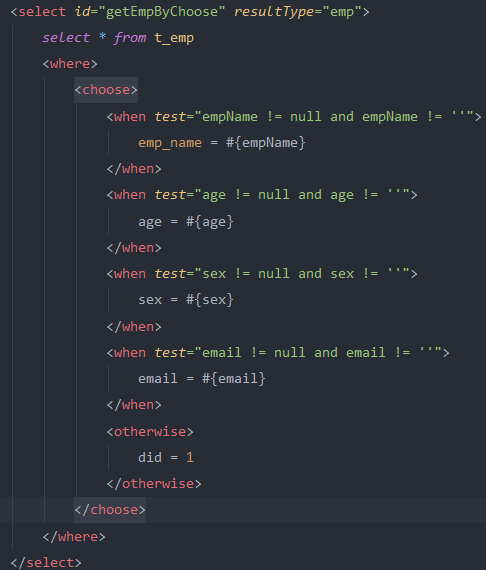 <select id="getEmpByChoose" resultType="emp">
select * from t_emp
<where>
<choose>
<when test="empName != null and empName != ''">
emp_name = #{empName}
</when>
<when test="age != null and age != ''">
age = #{age}
</when>
<when test="sex != null and sex != ''">
sex = #{sex}
</when>
<when test="email != null and email != ''">
email = #{email}
</when>
<otherwise>
did = 1
</otherwise>
</choose>
</where>
</select>